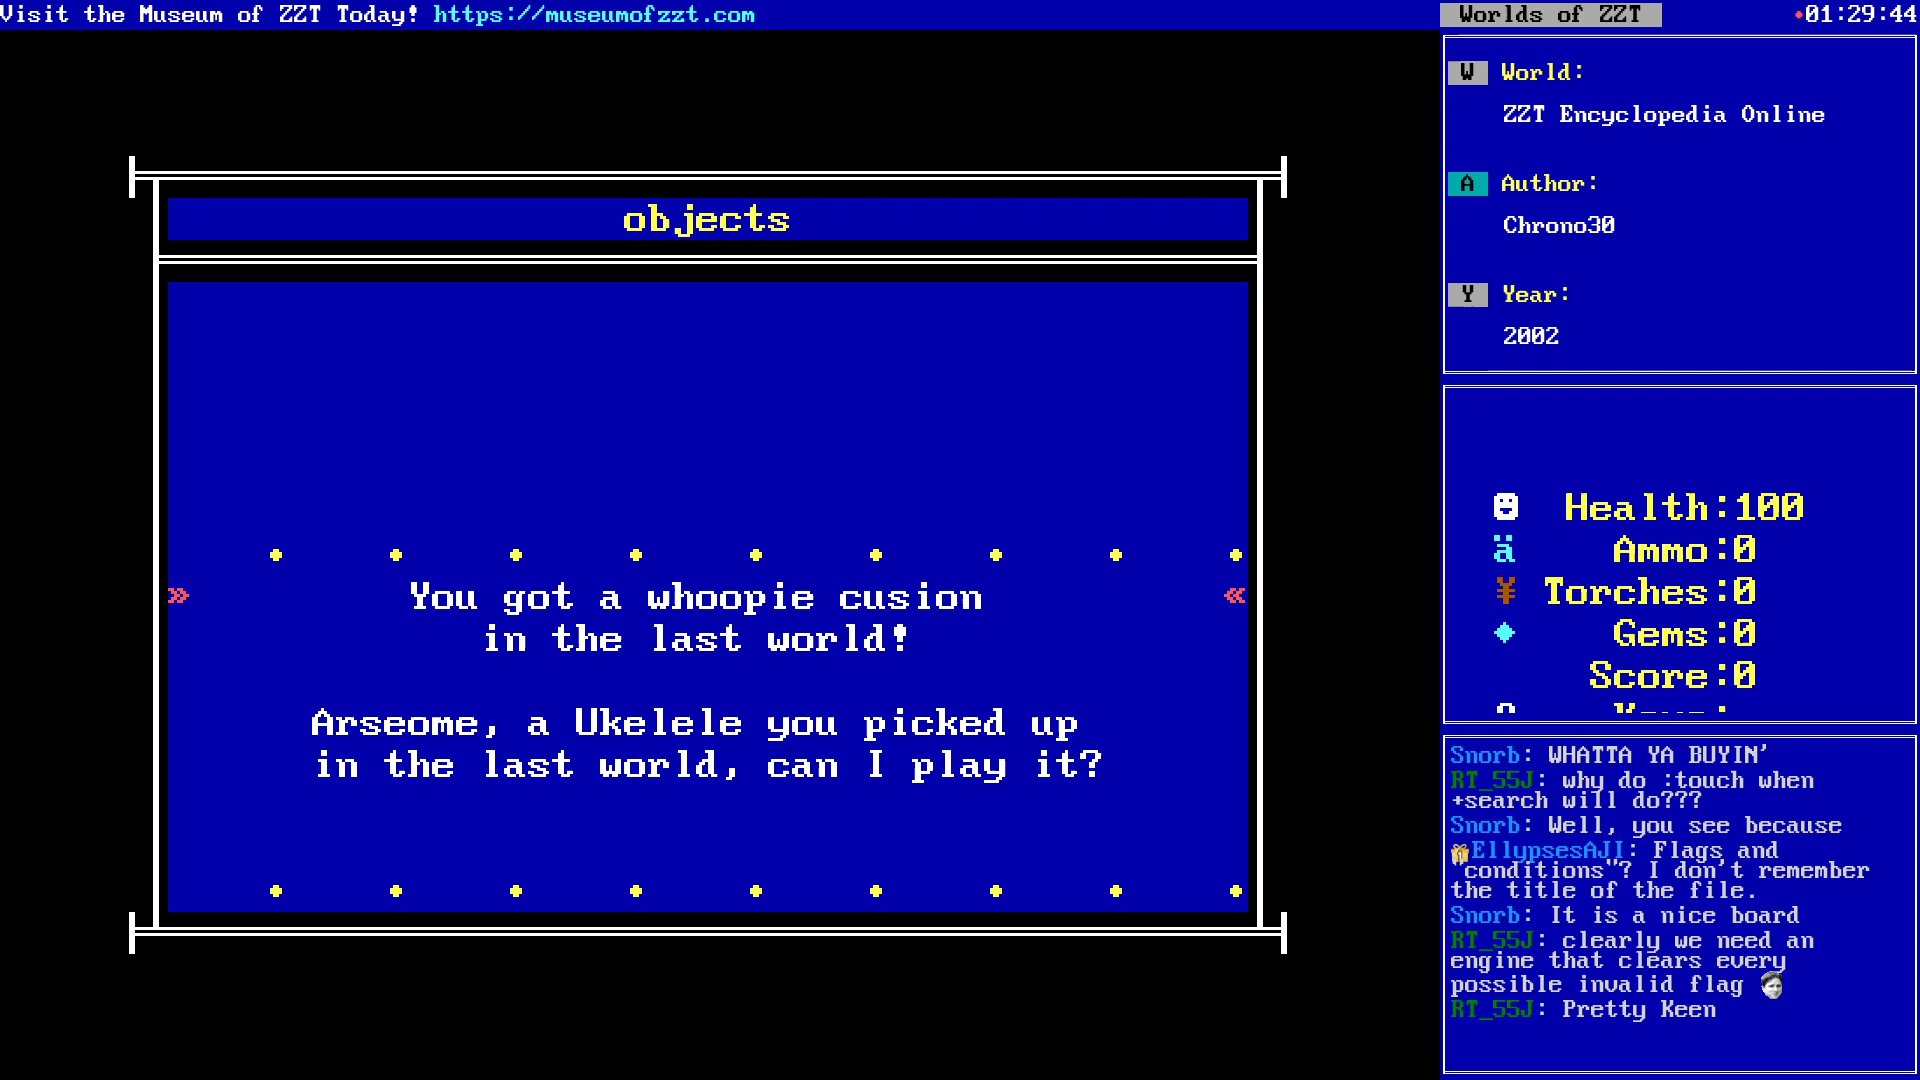 Visit the Museum of ZZT Today! https://museumofzzt.com
Worlds of ZZT
•01:29:44
W World:
ZZT Encyclopedia Online
A Author:
Chrono30
Y Year:
2002
objects
You got a whoopie cusion
in the last world!
Arseome, a Ukelele you picked up
in the last world, can I play it?
Health:100
Ammo:0
Torches:0
Gems:0
Score:0
Snorb: WHATTA YA BUYIN'
RT_55J: why do :touch when
+search will do???
Snorb: Well, you see because
EllypsesAJI: Flags and
"conditions"? I don't remember
the title of the file.
Snorb: It is a nice board
RT_55J: clearly we need an
engine that clears every
possible invalid flag
RT_55J: Pretty Keen